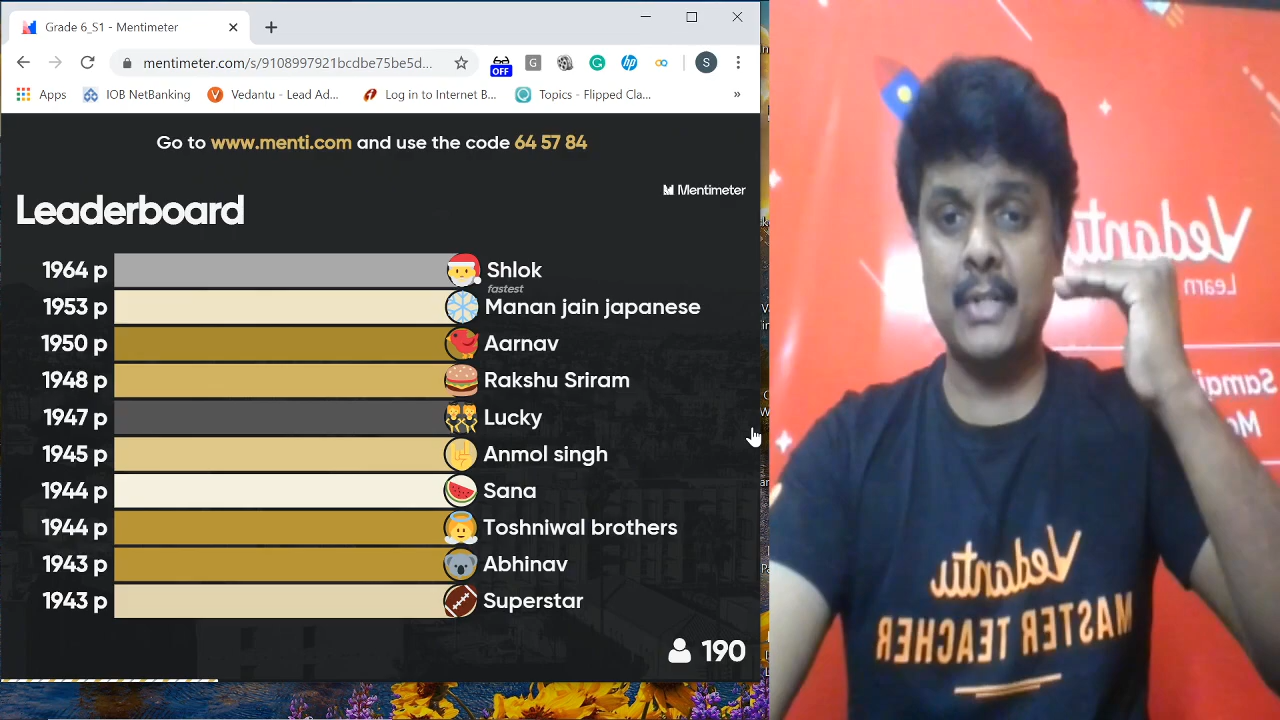 Grade 6_S1 - Mentimeter
mentimeter.com/s/9108997921bcdbe75be5d...
OFF
G
S
Apps
IOB NetBanking
Vedantu - Lead Ad...
Log in to Internet B...
Topics - Flipped Cla...
»
Go to www.menti.com and use the code 64 57 84
Mentimeter
Leaderboard
1964 p Shlok
fastest
1953 p Manan jain japanese
1950 p Aarnav
1948 p Rakshu Sriram
1947 p Lucky
1945 p Anmol singh
1944 p Sana
1944 p Toshniwal brothers
1943 p Abhinav
1943 p Superstar
190
Vedantu
Learn
Vedantu
MASTER TEACHER